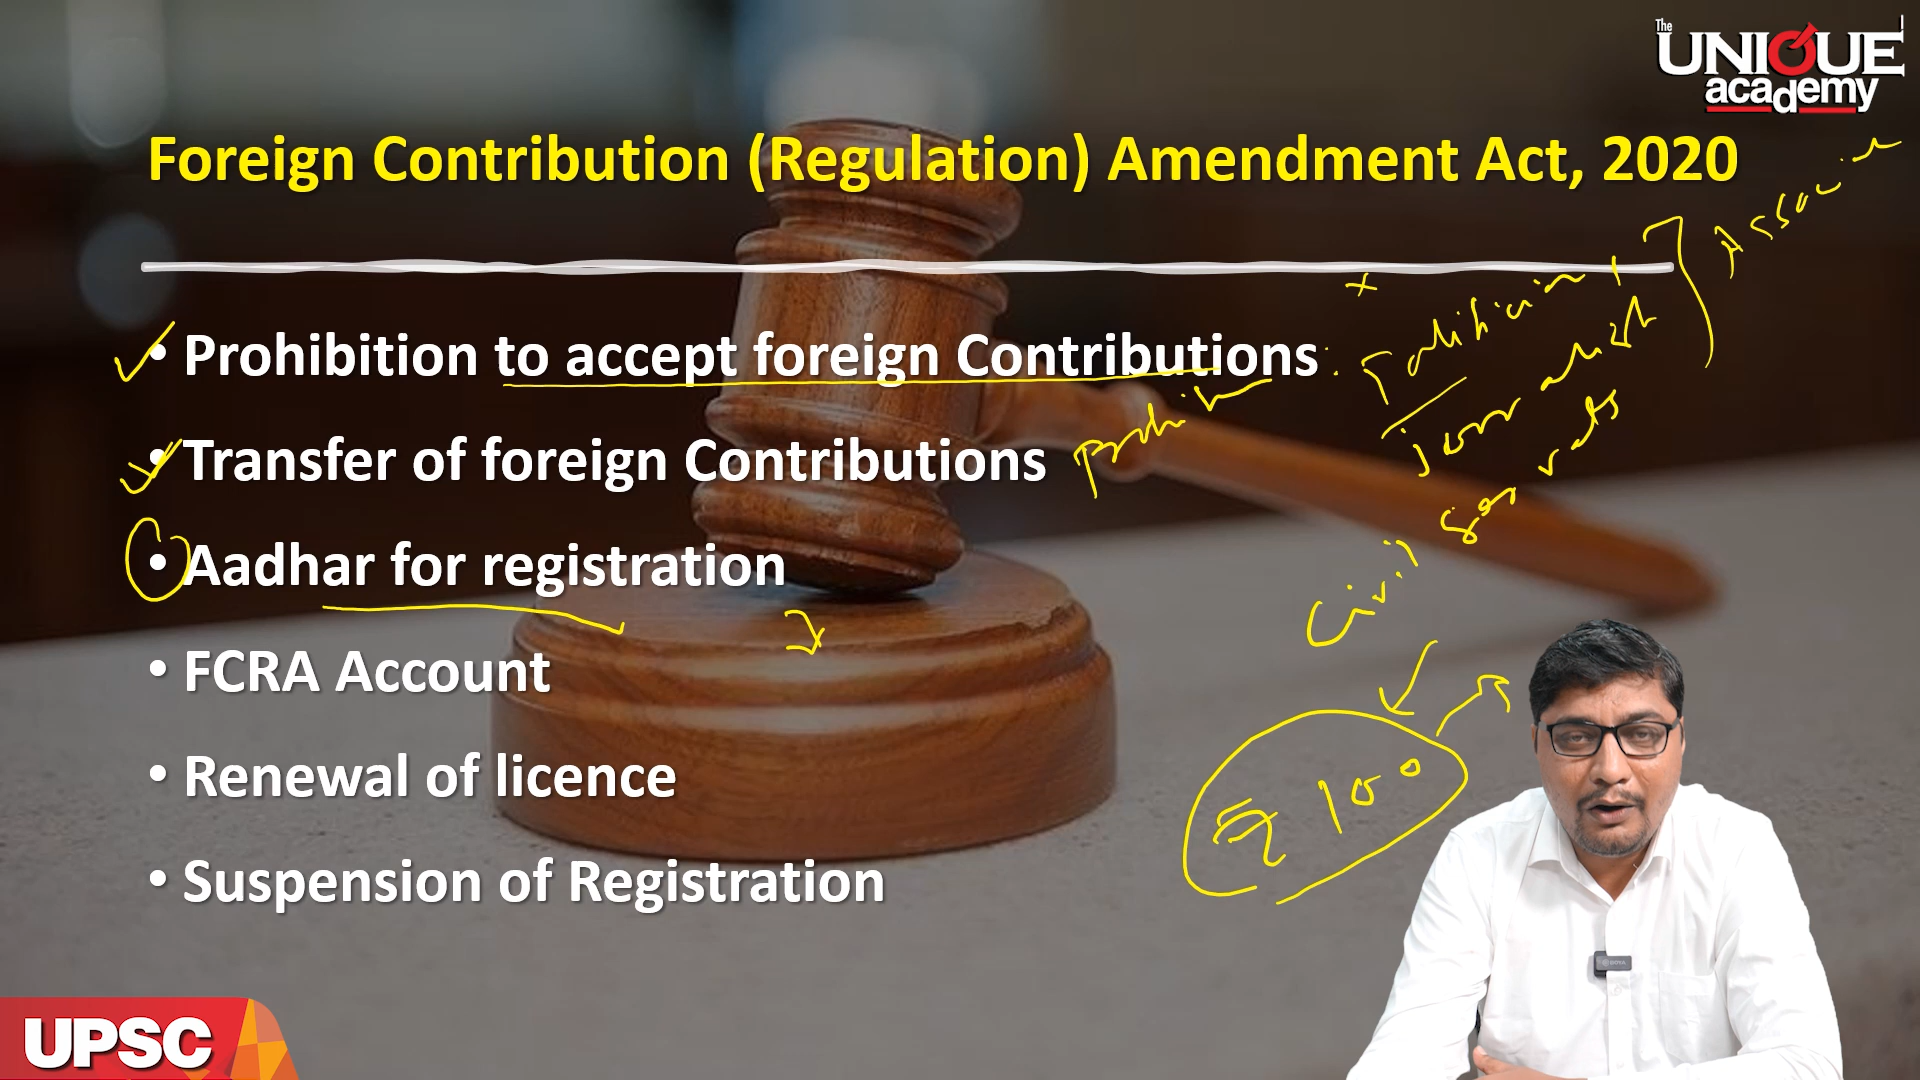 The
UNIQUE
academy
Foreign Contribution (Regulation) Amendment Act, 2020
• Prohibition to accept foreign Contributions
• Transfer of foreign Contributions
• Aadhar for registration
• FCRA Account
• Renewal of licence
• Suspension of Registration
Politician,
journalist
Civil servants
₹ 100
UPSC